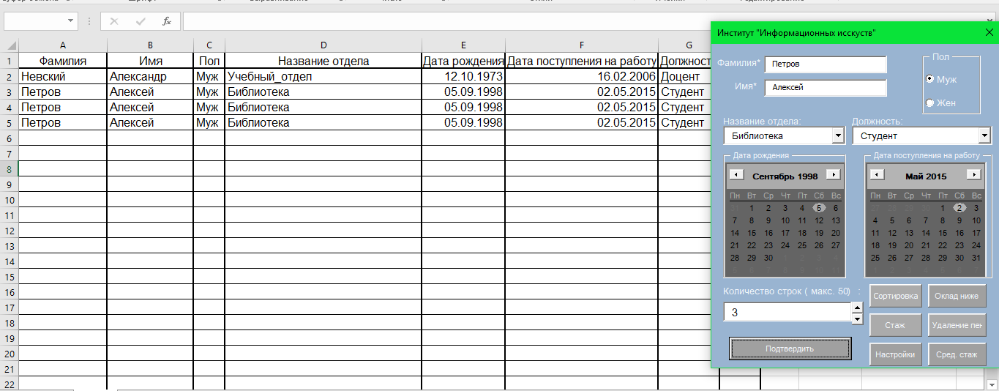 fx
A B C D E F G
1 Фамилия Имя Пол Название отдела Дата рождения Дата поступления на работу Должност
2 Невский Александр Муж Учебный_отдел 12.10.1973 16.02.2006 Доцент
3 Петров Алексей Муж Библиотека 05.09.1998 02.05.2015 Студент
4 Петров Алексей Муж Библиотека 05.09.1998 02.05.2015 Студент
5 Петров Алексей Муж Библиотека 05.09.1998 02.05.2015 Студент
6
7
8
9
10
11
12
13
14
15
16
17
18
19
20
21
22
Институт "Информационных исскуств"
Фамилия* Петров
Имя* Алексей
Пол
Муж
Жен
Название отдела: Должность:
Библиотека Студент
Дата рождения
Сентябрь 1998
Пн Вт Ср Чт Пт Сб Вс
31 1 2 3 4 5 6
7 8 9 10 11 12 13
14 15 16 17 18 19 20
21 22 23 24 25 26 27
28 29 30 1 2 3 4
5 6 7 8 9 10 11
Дата поступления на работу
Май 2015
Пн Вт Ср Чт Пт Сб Вс
27 28 29 30 1 2 3
4 5 6 7 8 9 10
11 12 13 14 15 16 17
18 19 20 21 22 23 24
25 26 27 28 29 30 31
1 2 3 4 5 6 7
Количество строк ( макс. 50) :
3
Подтвердить
Сортировка Оклад ниже
Стаж Удаление пен
Настройки Сред. стаж